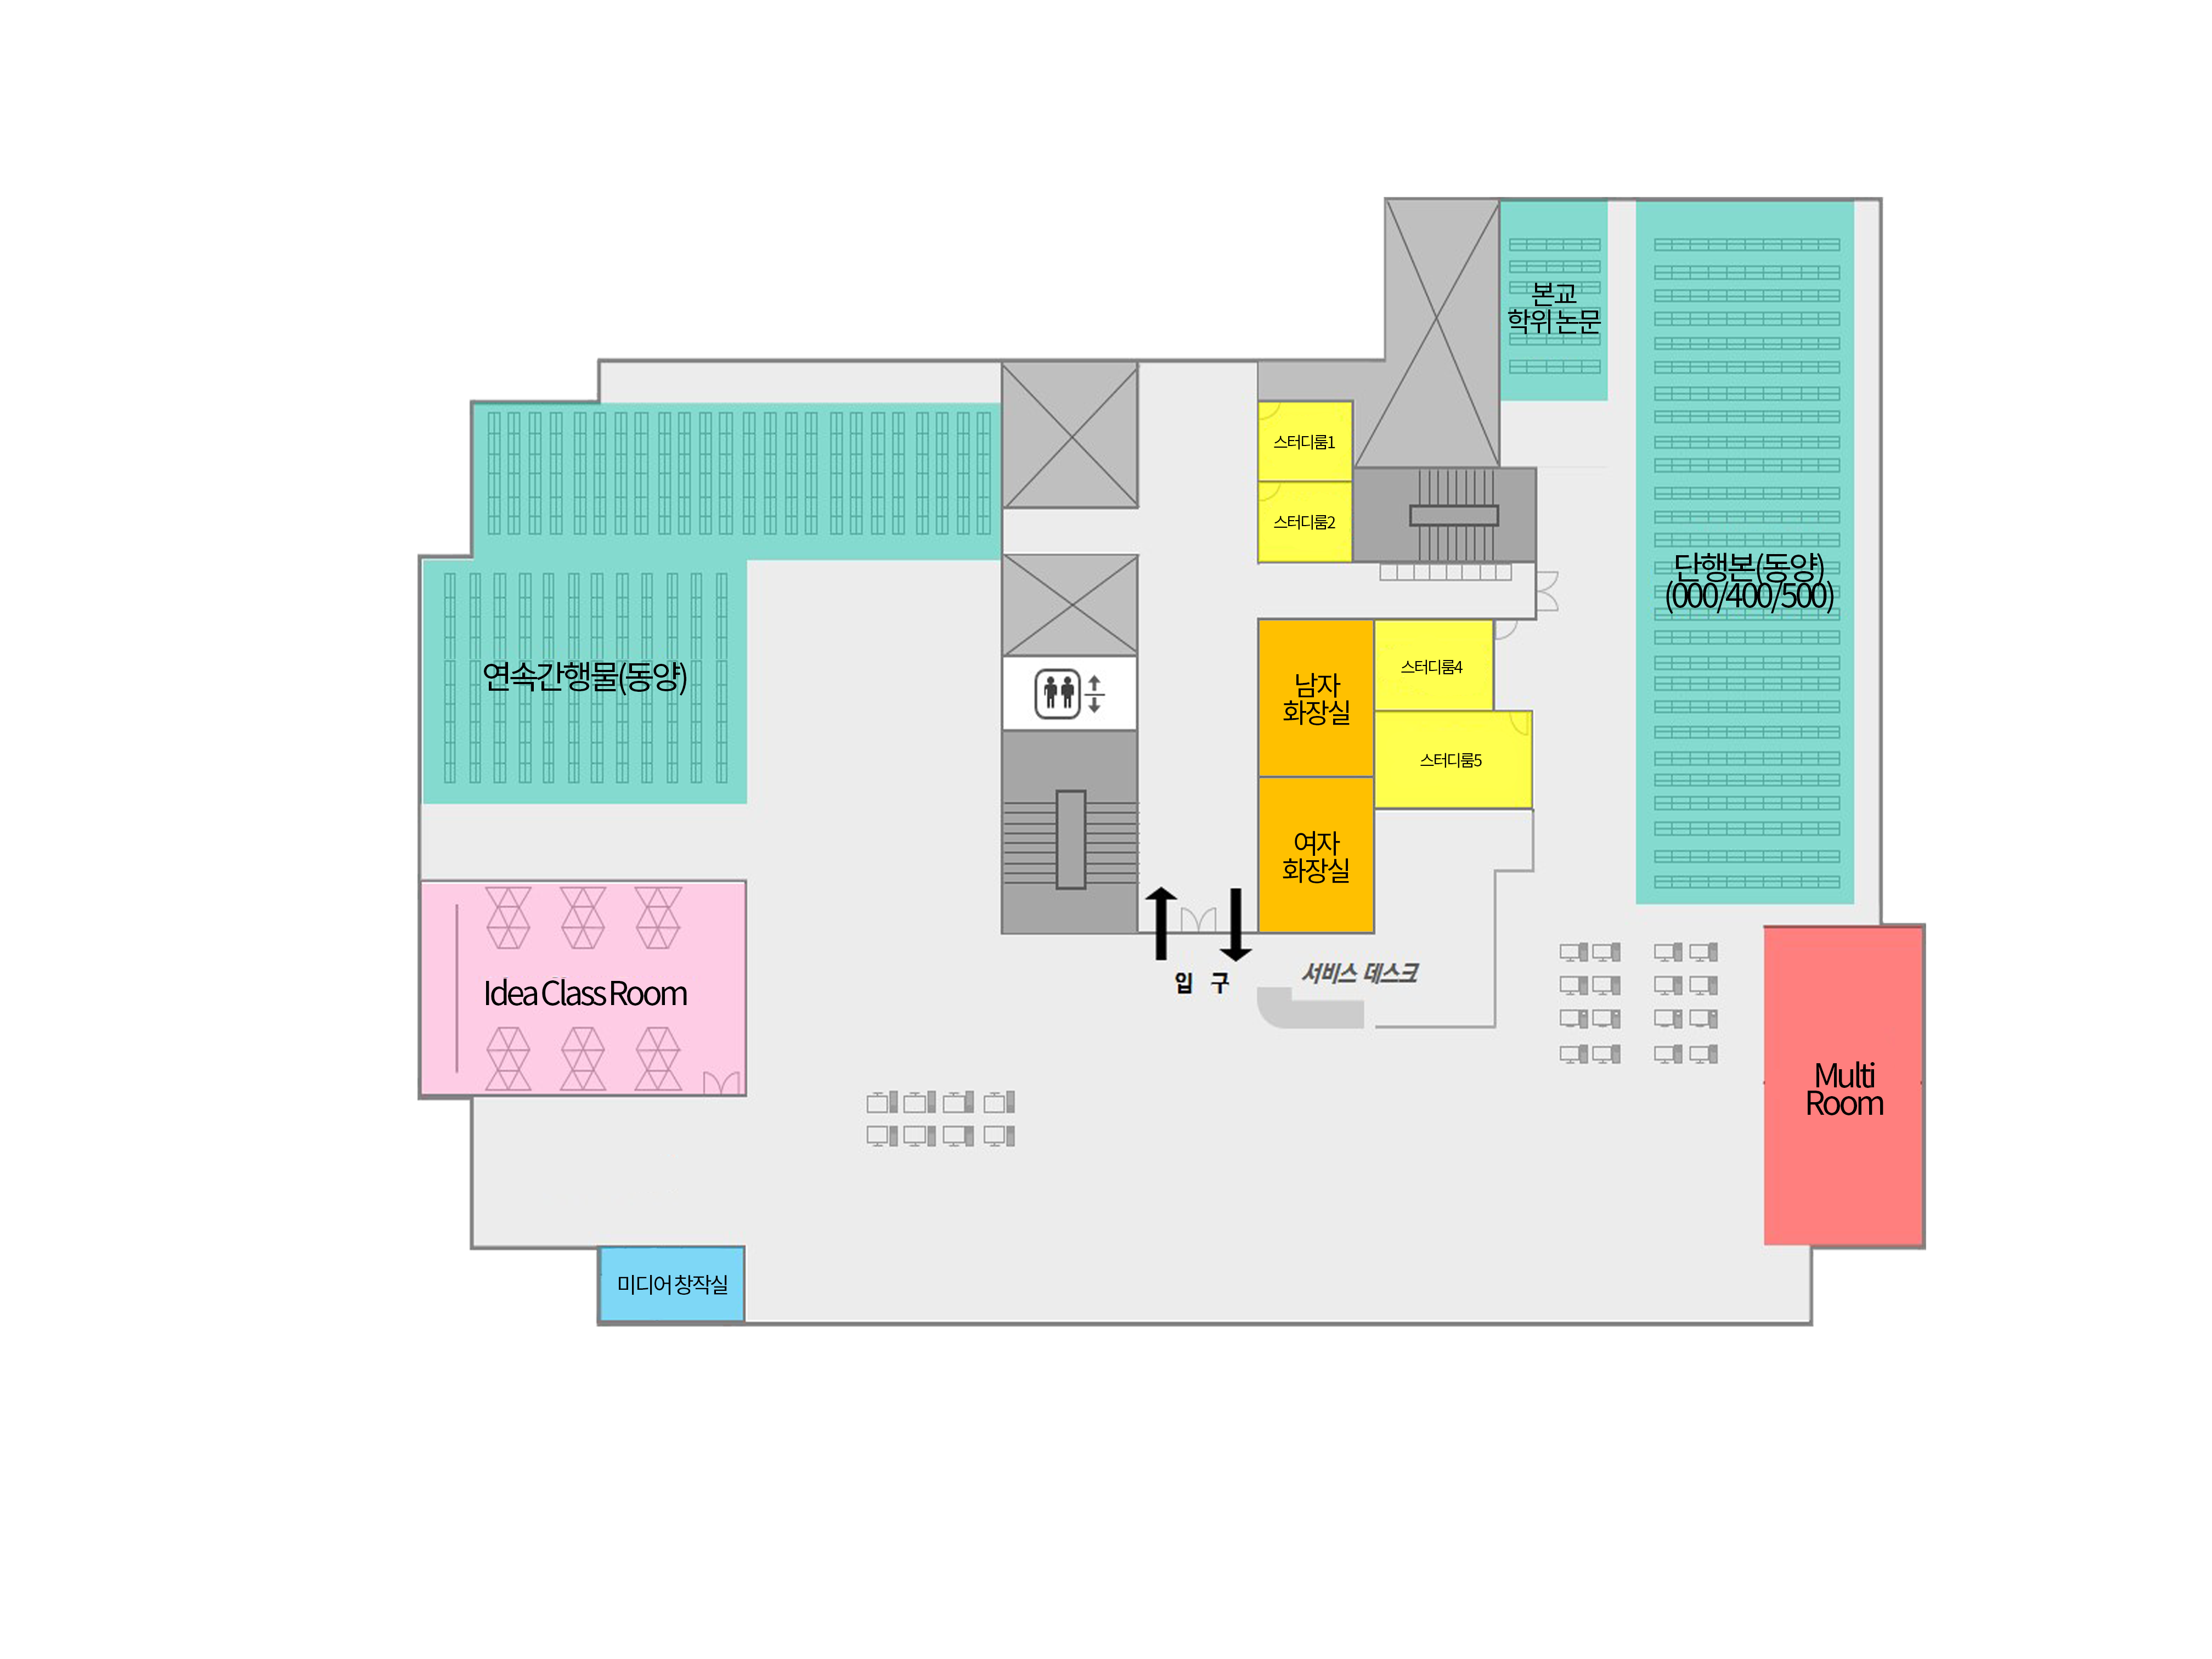 본교
학위 논문
스터디룸1
스터디룸2
단행본(동양)
(000/400/500)
연속간행물(동양)
남자
화장실
스터디룸4
스터디룸5
여자
화장실
Idea Class Room
입 구
서비스 데스크
Multi
Room
미디어 창작실